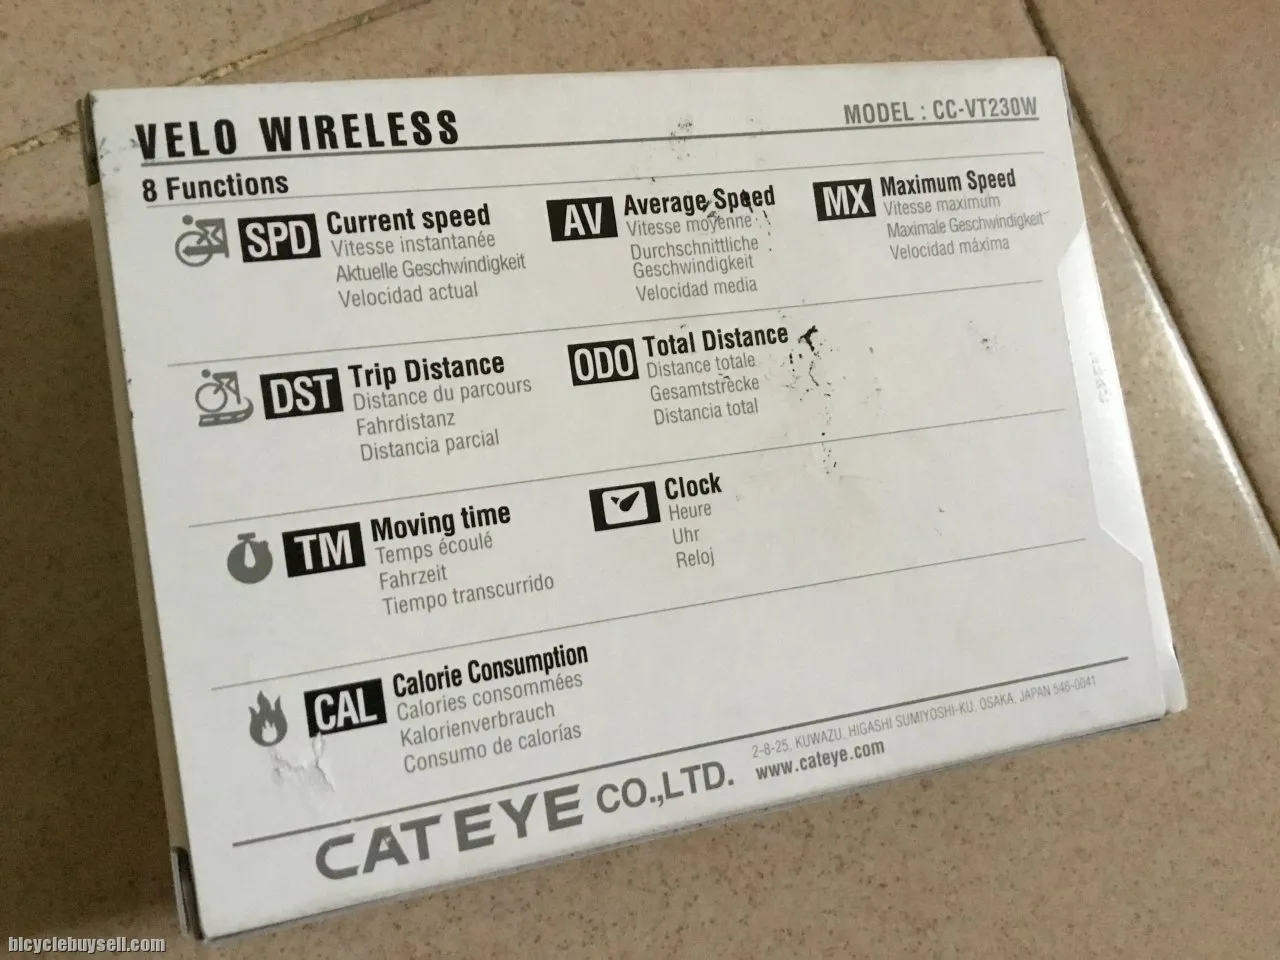 VELO WIRELESS
MODEL : CC-VT230W
8 Functions
SPD
Current speed
Vitesse instantanée
Aktuelle Geschwindigkeit
Velocidad actual
AV
Average Speed
Vitesse moyenne
Durchschnittliche
Geschwindigkeit
Velocidad media
MX
Maximum Speed
Vitesse maximum
Maximale Geschwindigkeit
Velocidad máxima
DST
Trip Distance
Distance du parcours
Fahrdistanz
Distancia parcial
ODO
Total Distance
Distance totale
Gesamtstrecke
Distancia total
TM
Moving time
Temps écoulé
Fahrzeit
Tiempo transcurrido
Clock
Heure
Uhr
Reloj
CAL
Calorie Consumption
Calories consommées
Kalorienverbrauch
Consumo de calorías
CATEYE CO.,LTD.
2-8-25, KUWAZU, HIGASHI SUMIYOSHI-KU, OSAKA, JAPAN 546-0041
www.cateye.com
bicyclebuysell.com